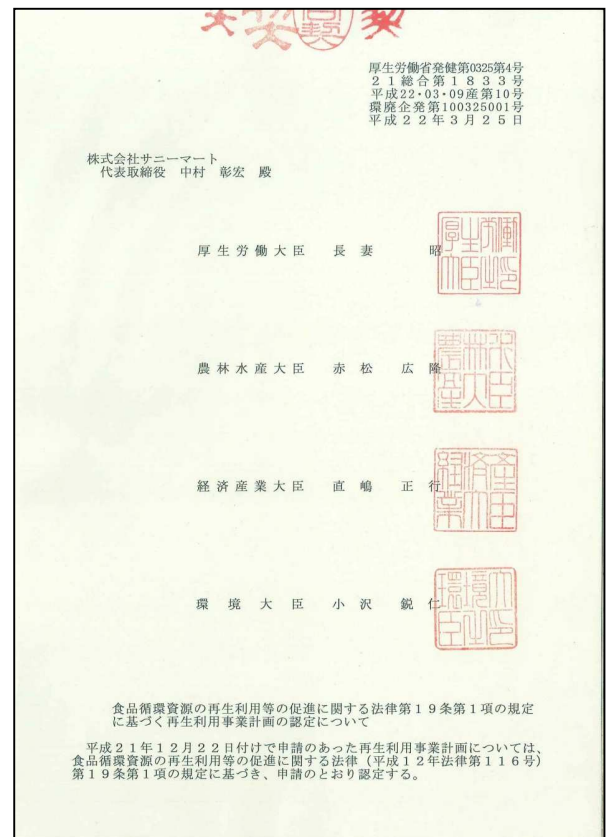 厚生労働省発健第0325第4号
21総合第1833号
平成22・03・09産第10号
環廃企発第100325001号
平成22年3月25日
株式会社サニーマート
代表取締役 中村 彰宏 殿
厚生労働大臣 長妻 昭
農林水産大臣 赤松 広隆
経済産業大臣 直嶋 正行
環境大臣 小沢 鋭仁
食品循環資源の再生利用等の促進に関する法律第19条第1項の規定
に基づく再生利用事業計画の認定について
平成21年12月22日付けで申請のあった再生利用事業計画については、
食品循環資源の再生利用等の促進に関する法律（平成12年法律第116号）
第19条第1項の規定に基づき、申請のとおり認定する。